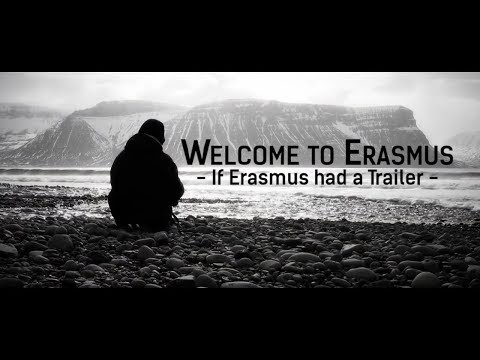 WELCOME TO ERASMUS
- If Erasmus had a Trailer -